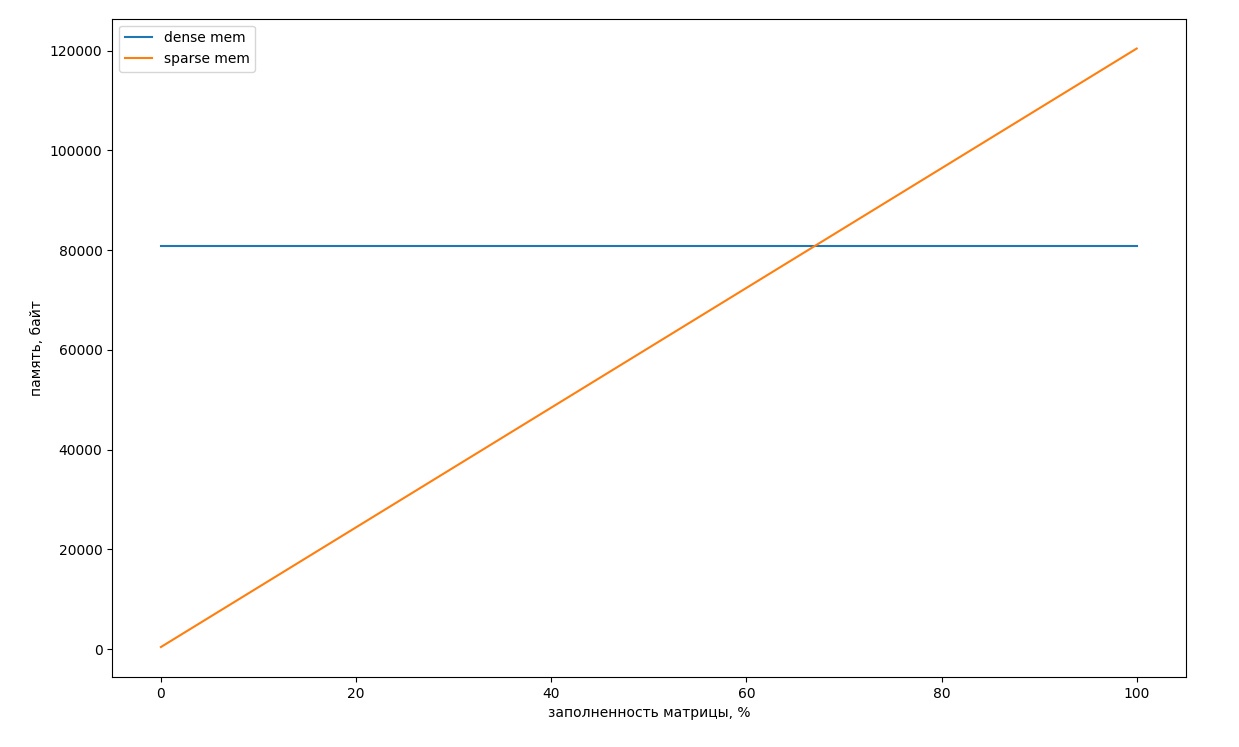 dense mem
sparse mem
120000
100000
80000
60000
40000
20000
0
память, байт
0 20 40 60 80 100
заполненность матрицы, %